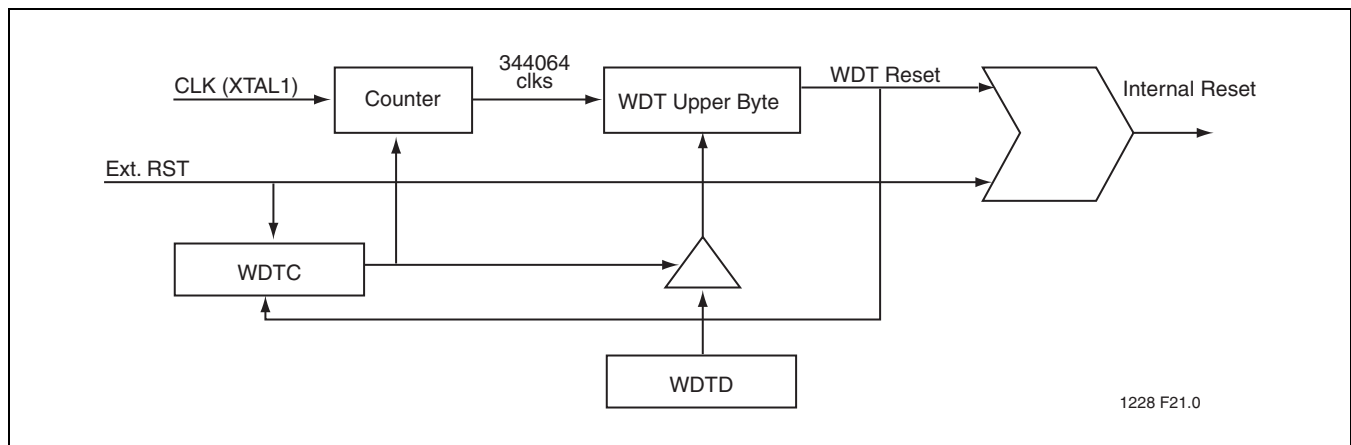 CLK (XTAL1)
Counter
344064
clks
WDT Upper Byte
WDT Reset
Internal Reset
Ext. RST
WDTC
WDTD
1228 F21.0